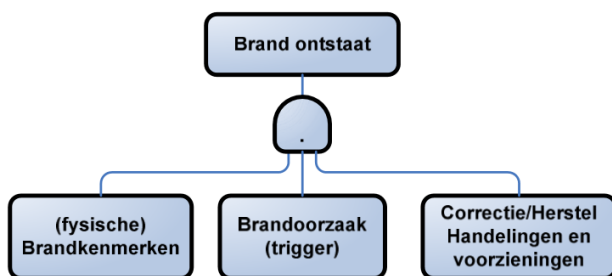 Brand ontstaat
.
(fysische)
Brandkenmerken
Brandoorzaak
(trigger)
Correctie/Herstel
Handelingen en
voorzieningen